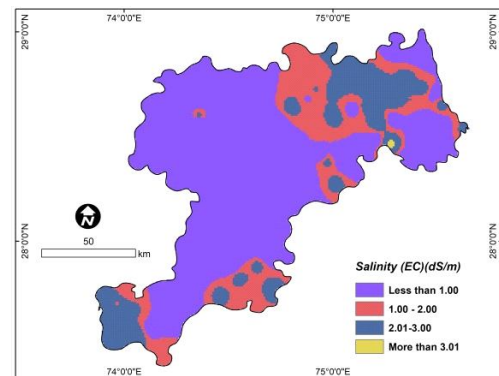 74°0'0"E
75°0'0"E
29°0'0"N
29°0'0"N
N
50
km
28°0'0"N
28°0'0"N
Salinity (EC)(dS/m)
Less than 1.00
1.00 - 2.00
2.01-3.00
More than 3.01
74°0'0"E
75°0'0"E